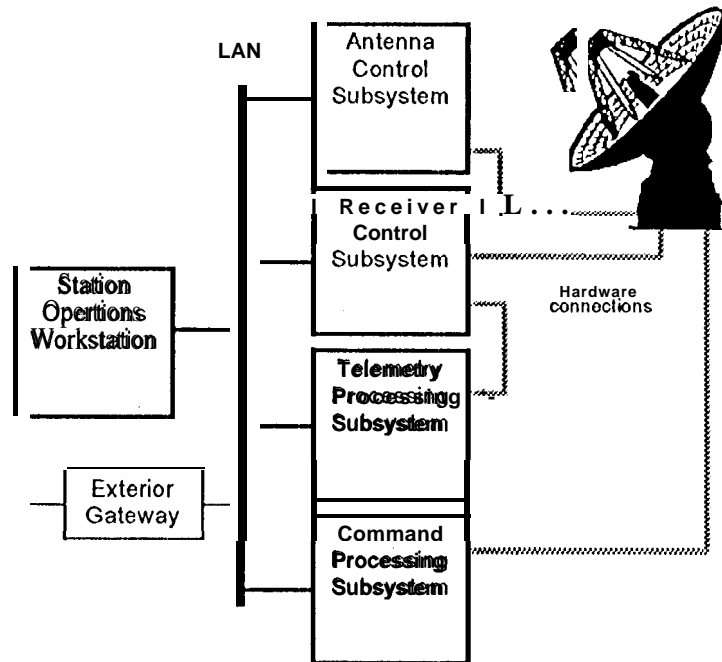 LAN
Antenna
Control
Subsystem
Receiver
Control
Subsystem
Station
Opertions
Workstation
Hardware
connections
Telemetry
Processing
Subsystem
Exterior
Gateway
Command
Processing
Subsystem